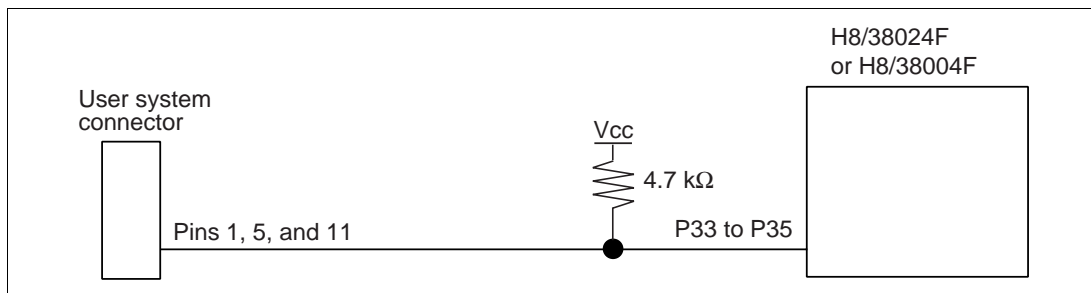 H8/38024F
or H8/38004F
User system
connector
Vcc
4.7 kΩ
Pins 1, 5, and 11
P33 to P35